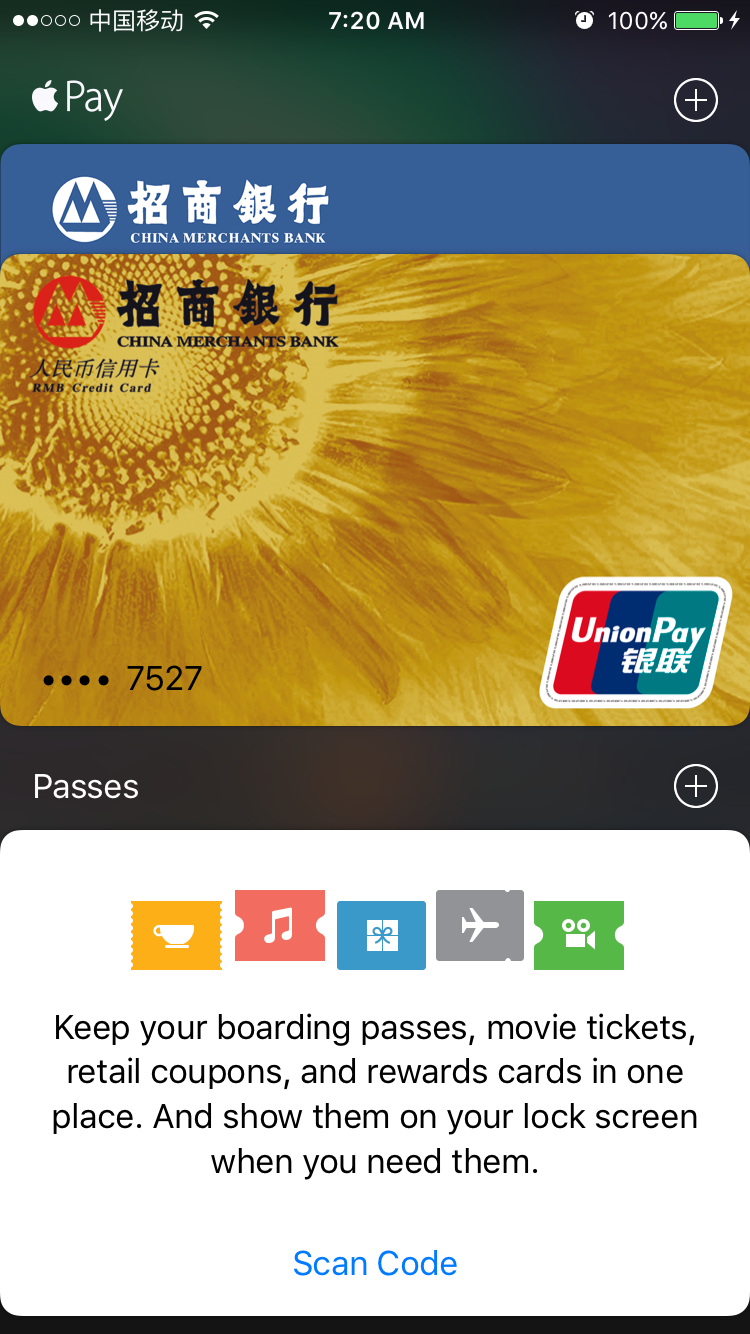 中国移动
7:20 AM
100%
Pay
招商銀行
CHINA MERCHANTS BANK
招商銀行
CHINA MERCHANTS BANK
人民币信用卡
RMB Credit Card
UnionPay
银联
•••• 7527
Passes
Keep your boarding passes, movie tickets,
retail coupons, and rewards cards in one
place. And show them on your lock screen
when you need them.
Scan Code